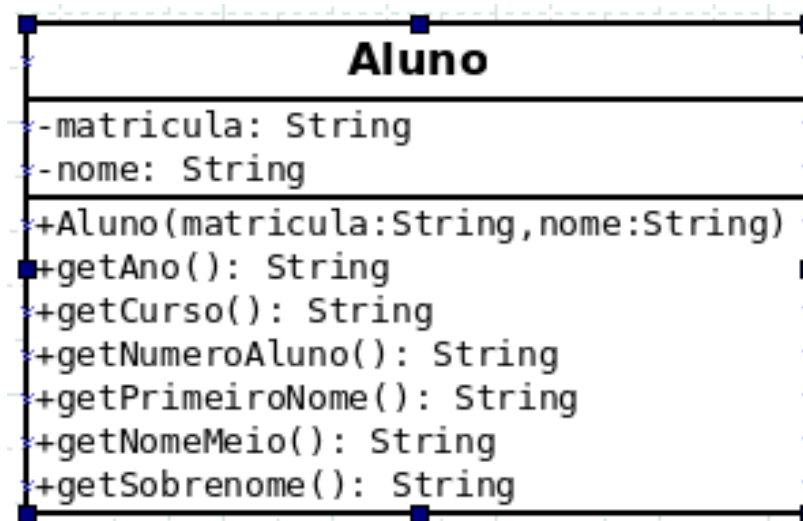 Aluno
-matricula: String
-nome: String
+Aluno(matricula:String,nome:String)
+getAno(): String
+getCurso(): String
+getNumeroAluno(): String
+getPrimeiroNome(): String
+getNomeMeio(): String
+getSobrenome(): String